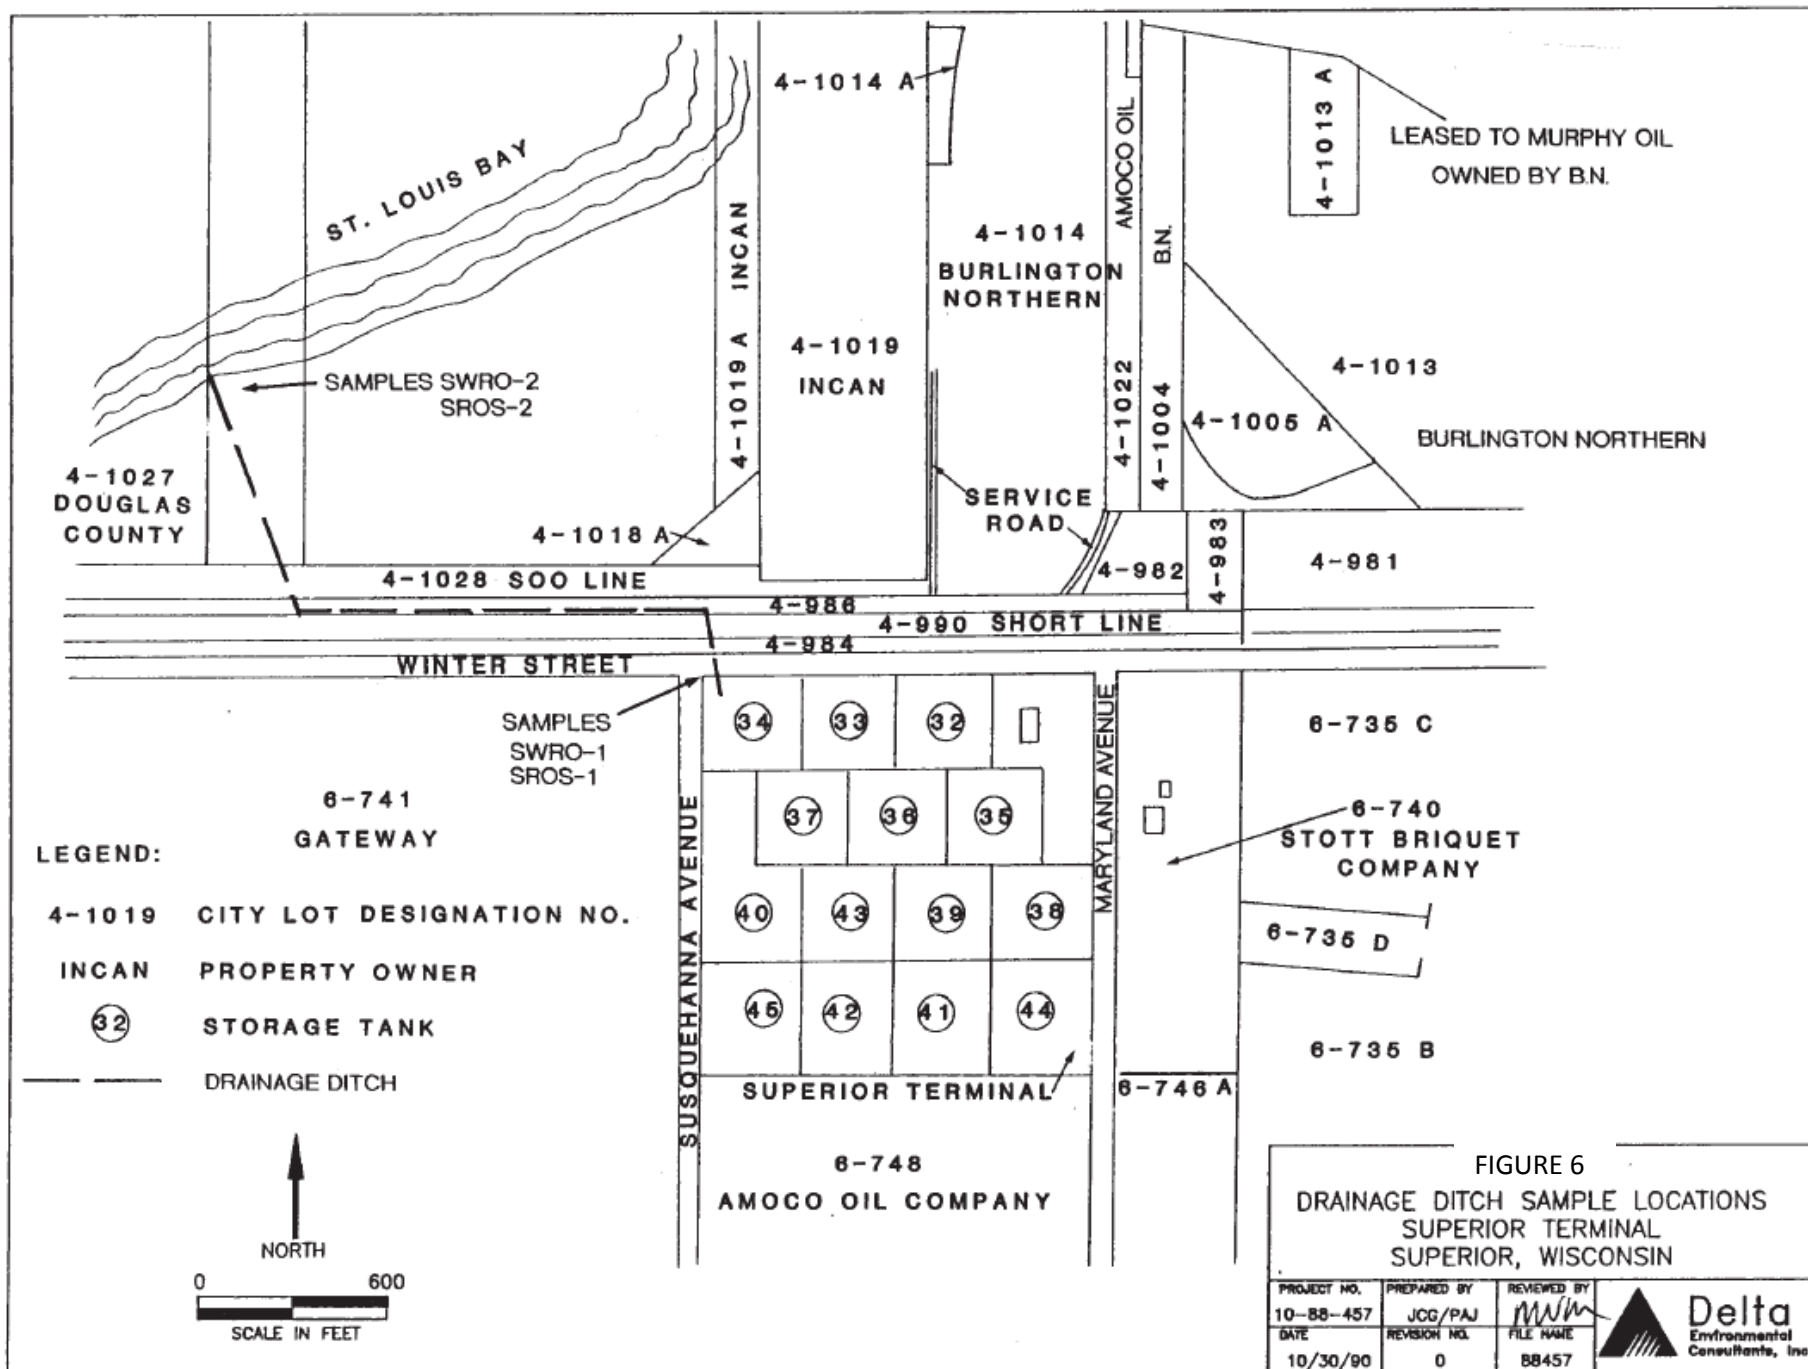 4-1014 A
4-1013 A
LEASED TO MURPHY OIL
OWNED BY B.N.
AMOCO OIL
B.N.
ST. LOUIS BAY
4-1019 A INCAN
4-1014
BURLINGTON
NORTHERN
4-1019
INCAN
4-1022
4-1004
4-1013
4-1005 A
BURLINGTON NORTHERN
SAMPLES SWRO-2
SROS-2
4-1027
DOUGLAS
COUNTY
SERVICE
ROAD
4-1018 A
4-982
4-983
4-981
4-1028 SOO LINE
4-986
4-990 SHORT LINE
4-984
WINTER STREET
SAMPLES
SWRO-1
SROS-1
34
33
32
37
36
35
40
43
39
38
45
42
41
44
SUSQUEHANNA AVENUE
MARYLAND AVENUE
6-735 C
6-740
STOTT BRIQUET
COMPANY
6-735 D
6-735 B
6-746 A
6-741
GATEWAY
SUPERIOR TERMINAL
6-748
AMOCO OIL COMPANY
LEGEND:
4-1019 CITY LOT DESIGNATION NO.
INCAN PROPERTY OWNER
32 STORAGE TANK
DRAINAGE DITCH
NORTH
0 600
SCALE IN FEET
FIGURE 6
DRAINAGE DITCH SAMPLE LOCATIONS
SUPERIOR TERMINAL
SUPERIOR, WISCONSIN
PROJECT NO. PREPARED BY REVIEWED BY
10-88-457 JCG/PAJ
DATE REVISION NO. FILE NAME
10/30/90 0 88457
Delta
Environmental
Consultants, Inc